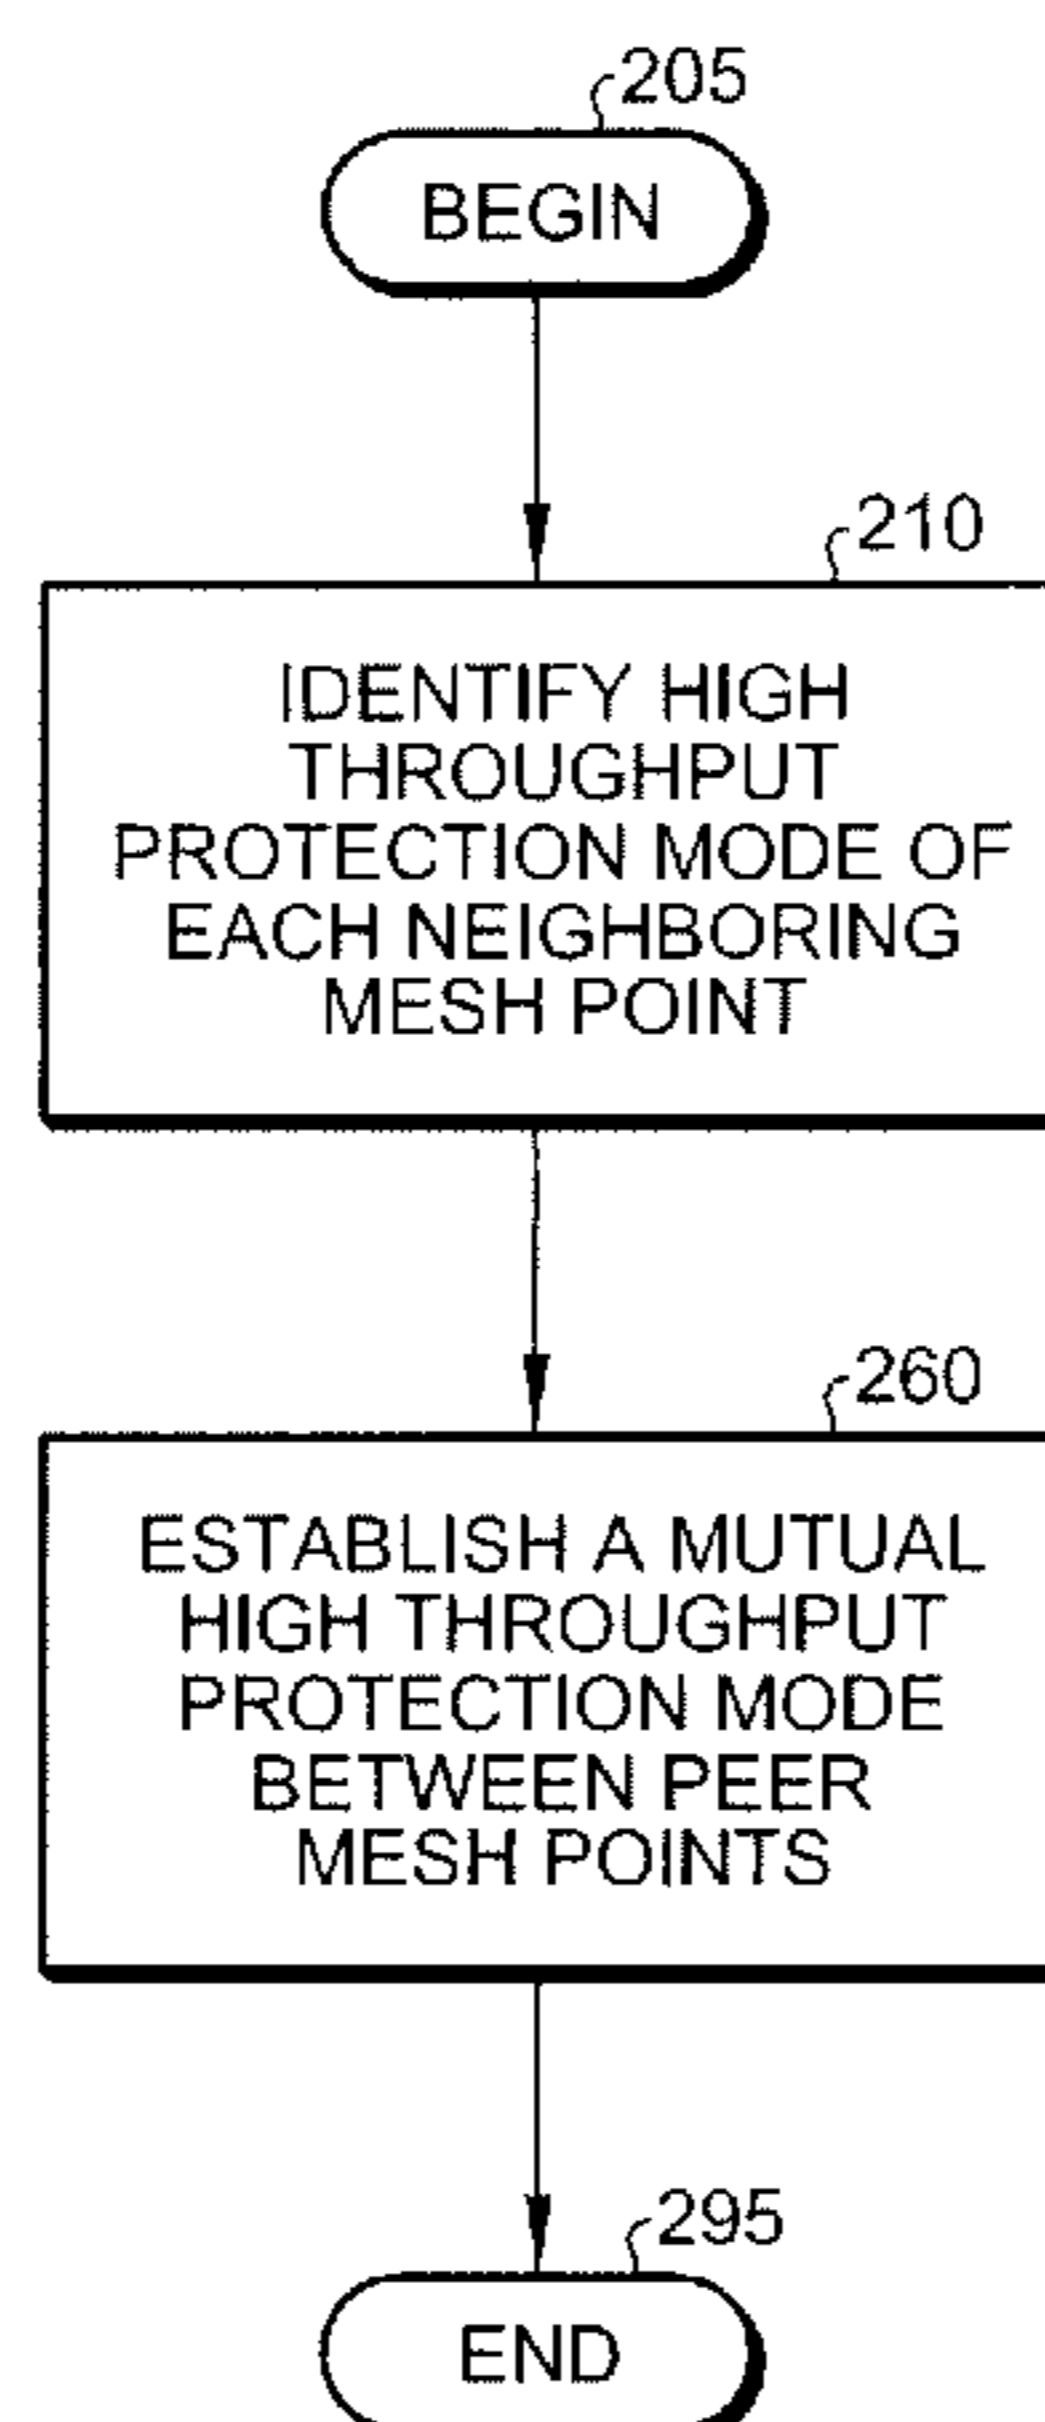 205
BEGIN
210
IDENTIFY HIGH
THROUGHPUT
PROTECTION MODE OF
EACH NEIGHBORING
MESH POINT
260
ESTABLISH A MUTUAL
HIGH THROUGHPUT
PROTECTION MODE
BETWEEN PEER
MESH POINTS
295
END